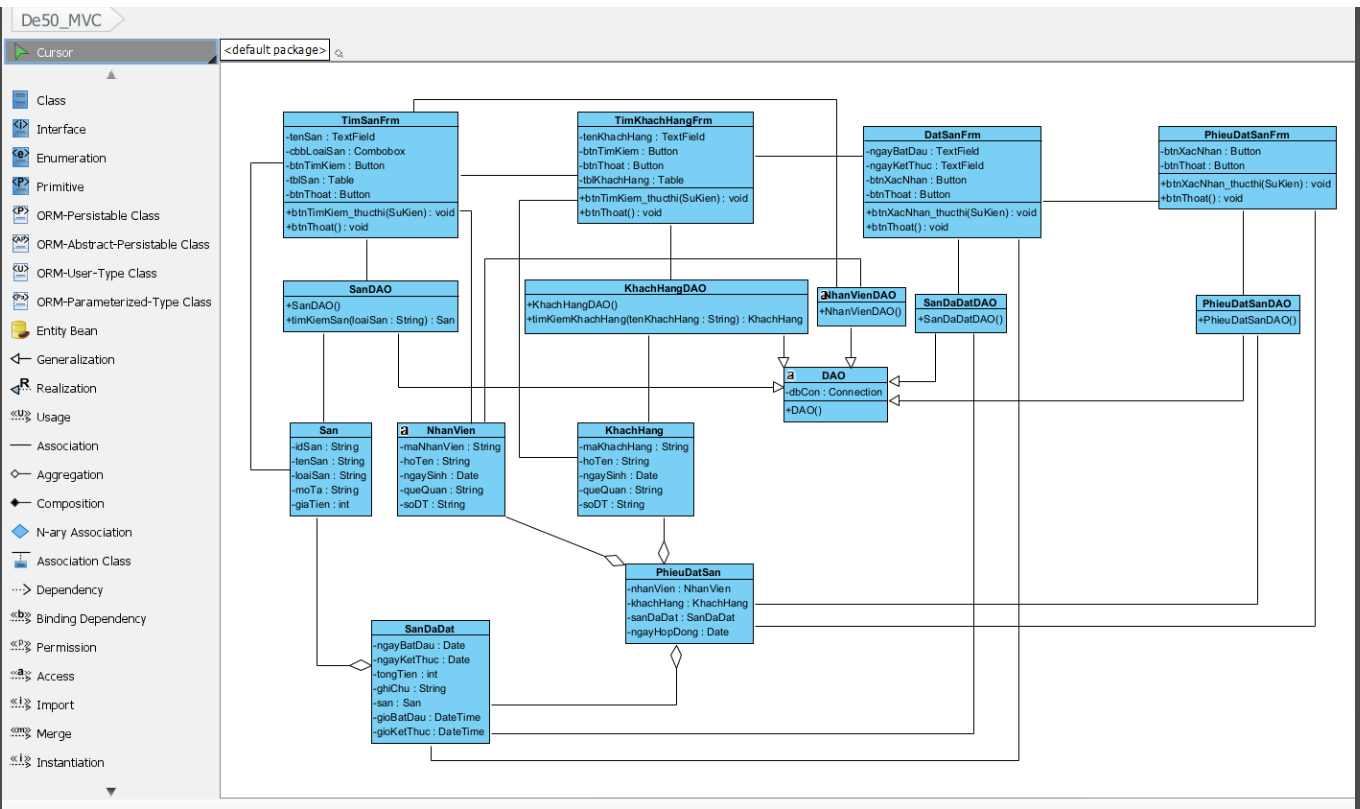 De50_MVC
Cursor
Class
Interface
Enumeration
Primitive
ORM-Persistable Class
ORM-Abstract-Persistable Class
ORM-User-Type Class
ORM-Parameterized-Type Class
Entity Bean
Generalization
Realization
Usage
Association
Aggregation
Composition
N-ary Association
Association Class
Dependency
Binding Dependency
Permission
Access
Import
Merge
Instantiation
<default package>
TimSanFrm
-tenSan : TextField
-cbbLoaiSan : Combobox
-btnTimKiem : Button
-tblSan : Table
-btnThoat : Button
+btnTimKiem_thucthi(SuKien) : void
+btnThoat() : void
TimKhachHangFrm
-tenKhachHang : TextField
-btnTimKiem : Button
-btnThoat : Button
-tblKhachHang : Table
+btnTimKiem_thucthi(SuKien) : void
+btnThoat() : void
DatSanFrm
-ngayBatDau : TextField
-ngayKetThuc : TextField
-btnXacNhan : Button
-btnThoat : Button
+btnXacNhan_thucthi(SuKien) : void
+btnThoat() : void
PhieuDatSanFrm
-btnXacNhan : Button
-btnThoat : Button
+btnXacNhan_thucthi(SuKien) : void
+btnThoat() : void
SanDAO
+SanDAO()
+timKiemSan(loaiSan : String) : San
KhachHangDAO
+KhachHangDAO()
+timKiemKhachHang(tenKhachHang : String) : KhachHang
a NhanVienDAO
+NhanVienDAO()
SanDaDatDAO
+SanDaDatDAO()
PhieuDatSanDAO
+PhieuDatSanDAO()
a DAO
-dbCon : Connection
+DAO()
San
-idSan : String
-tenSan : String
-loaiSan : String
-moTa : String
-giaTien : int
a NhanVien
-maNhanVien : String
-hoTen : String
-ngaySinh : Date
-queQuan : String
-soDT : String
KhachHang
-maKhachHang : String
-hoTen : String
-ngaySinh : Date
-queQuan : String
-soDT : String
PhieuDatSan
-nhanVien : NhanVien
-khachHang : KhachHang
-sanDaDat : SanDaDat
-ngayHopDong : Date
SanDaDat
-ngayBatDau : Date
-ngayKetThuc : Date
-tongTien : int
-ghiChu : String
-san : San
-gioBatDau : DateTime
-gioKetThuc : DateTime